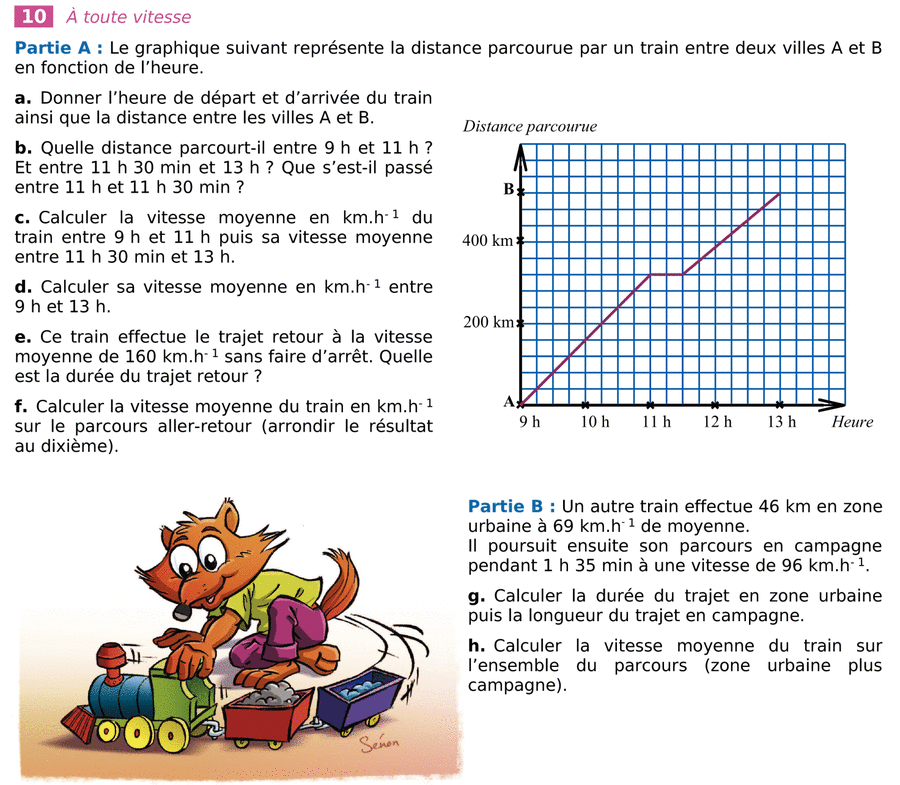 10 À toute vitesse
Partie A : Le graphique suivant représente la distance parcourue par un train entre deux villes A et B
en fonction de l’heure.
a. Donner l’heure de départ et d’arrivée du train
ainsi que la distance entre les villes A et B.
b. Quelle distance parcourt-il entre 9 h et 11 h ?
Et entre 11 h 30 min et 13 h ? Que s’est-il passé
entre 11 h et 11 h 30 min ?
c. Calculer la vitesse moyenne en km.h⁻¹ du
train entre 9 h et 11 h puis sa vitesse moyenne
entre 11 h 30 min et 13 h.
d. Calculer sa vitesse moyenne en km.h⁻¹ entre
9 h et 13 h.
e. Ce train effectue le trajet retour à la vitesse
moyenne de 160 km.h⁻¹ sans faire d’arrêt. Quelle
est la durée du trajet retour ?
f. Calculer la vitesse moyenne du train en km.h⁻¹
sur le parcours aller-retour (arrondir le résultat
au dixième).
Distance parcourue
B
400 km
200 km
A
9 h 10 h 11 h 12 h 13 h Heure
Partie B : Un autre train effectue 46 km en zone
urbaine à 69 km.h⁻¹ de moyenne.
Il poursuit ensuite son parcours en campagne
pendant 1 h 35 min à une vitesse de 96 km.h⁻¹.
g. Calculer la durée du trajet en zone urbaine
puis la longueur du trajet en campagne.
h. Calculer la vitesse moyenne du train sur
l’ensemble du parcours (zone urbaine plus
campagne).
Sénon